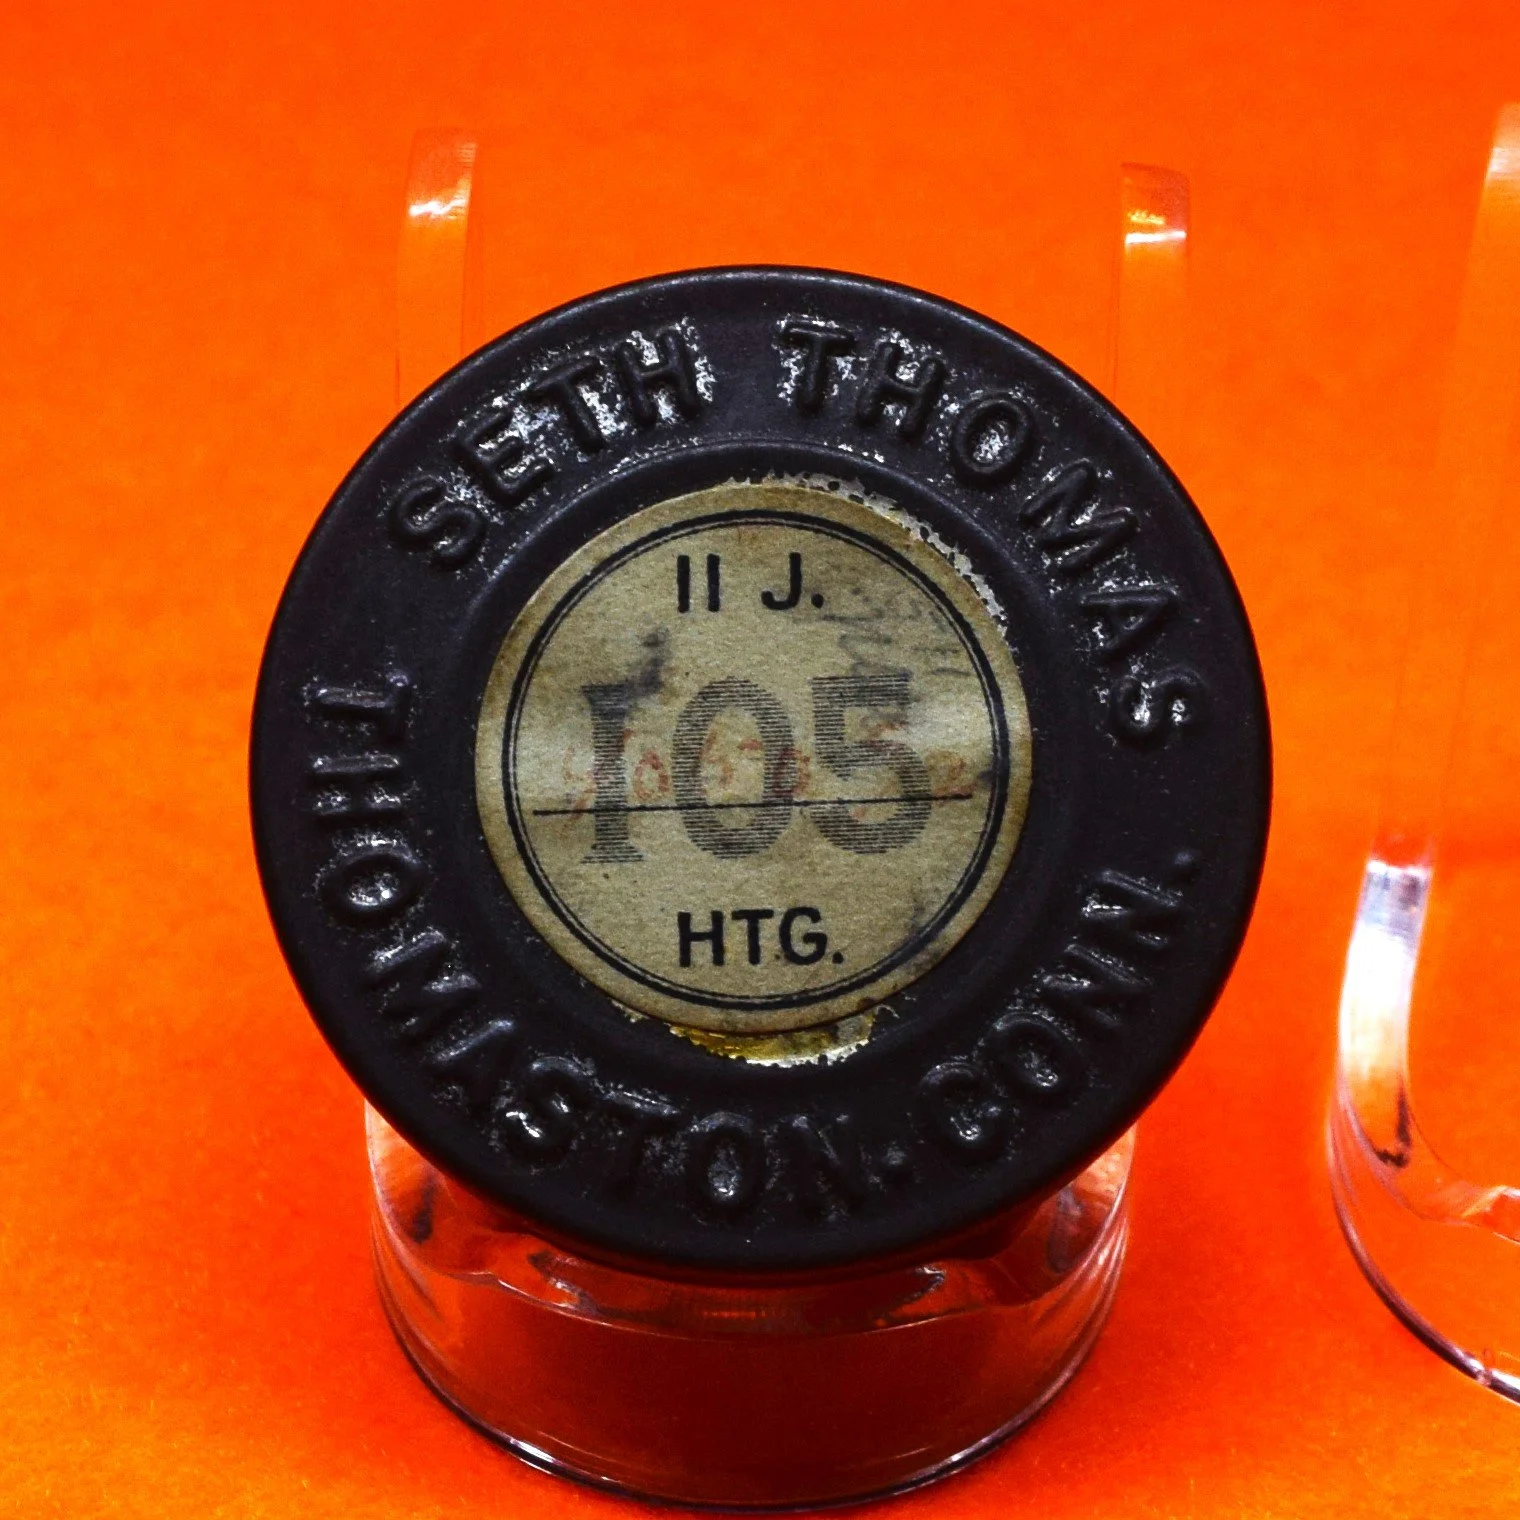 SETH THOMAS
THOMASTON. CONN.
11 J.
105
HTG.